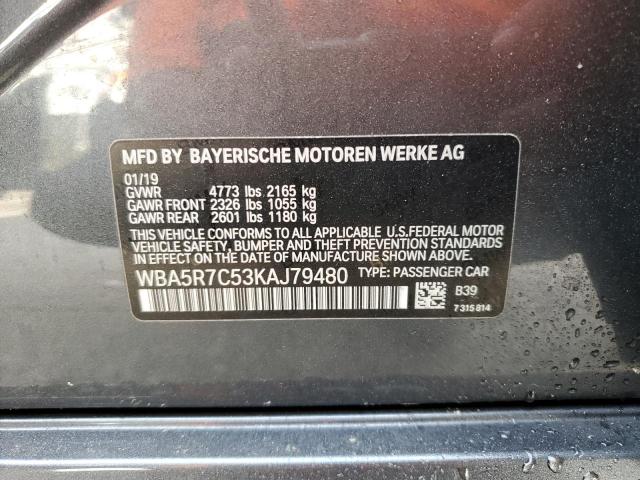 MFD BY BAYERISCHE MOTOREN WERKE AG
01/19
GVWR 4773 lbs 2165 kg
GAWR FRONT 2326 lbs 1055 kg
GAWR REAR 2601 lbs 1180 kg
THIS VEHICLE CONFORMS TO ALL APPLICABLE U.S.FEDERAL MOTOR
VEHICLE SAFETY, BUMPER AND THEFT PREVENTION STANDARDS
IN EFFECT ON THE DATE OF MANUFACTURE SHOWN ABOVE.
WBA5R7C53KAJ79480 TYPE: PASSENGER CAR
B39
7 315 814